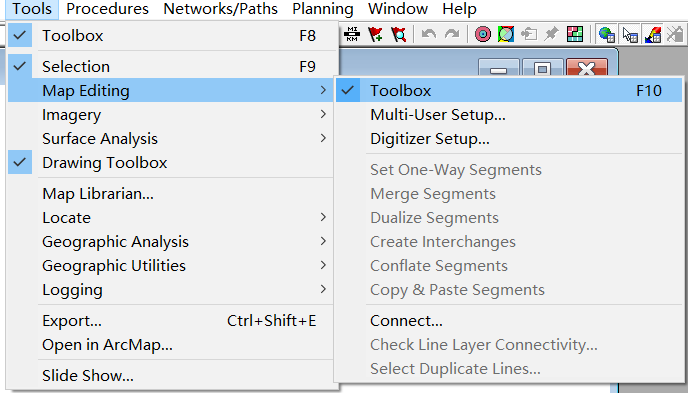 Tools Procedures Networks/Paths Planning Window Help
MI
KM
Toolbox F8
Selection F9
Map Editing
Imagery
Surface Analysis
Drawing Toolbox
Map Librarian...
Locate
Geographic Analysis
Geographic Utilities
Logging
Export... Ctrl+Shift+E
Open in ArcMap...
Slide Show...
Toolbox F10
Multi-User Setup...
Digitizer Setup...
Set One-Way Segments
Merge Segments
Dualize Segments
Create Interchanges
Conflate Segments
Copy & Paste Segments
Connect...
Check Line Layer Connectivity...
Select Duplicate Lines...